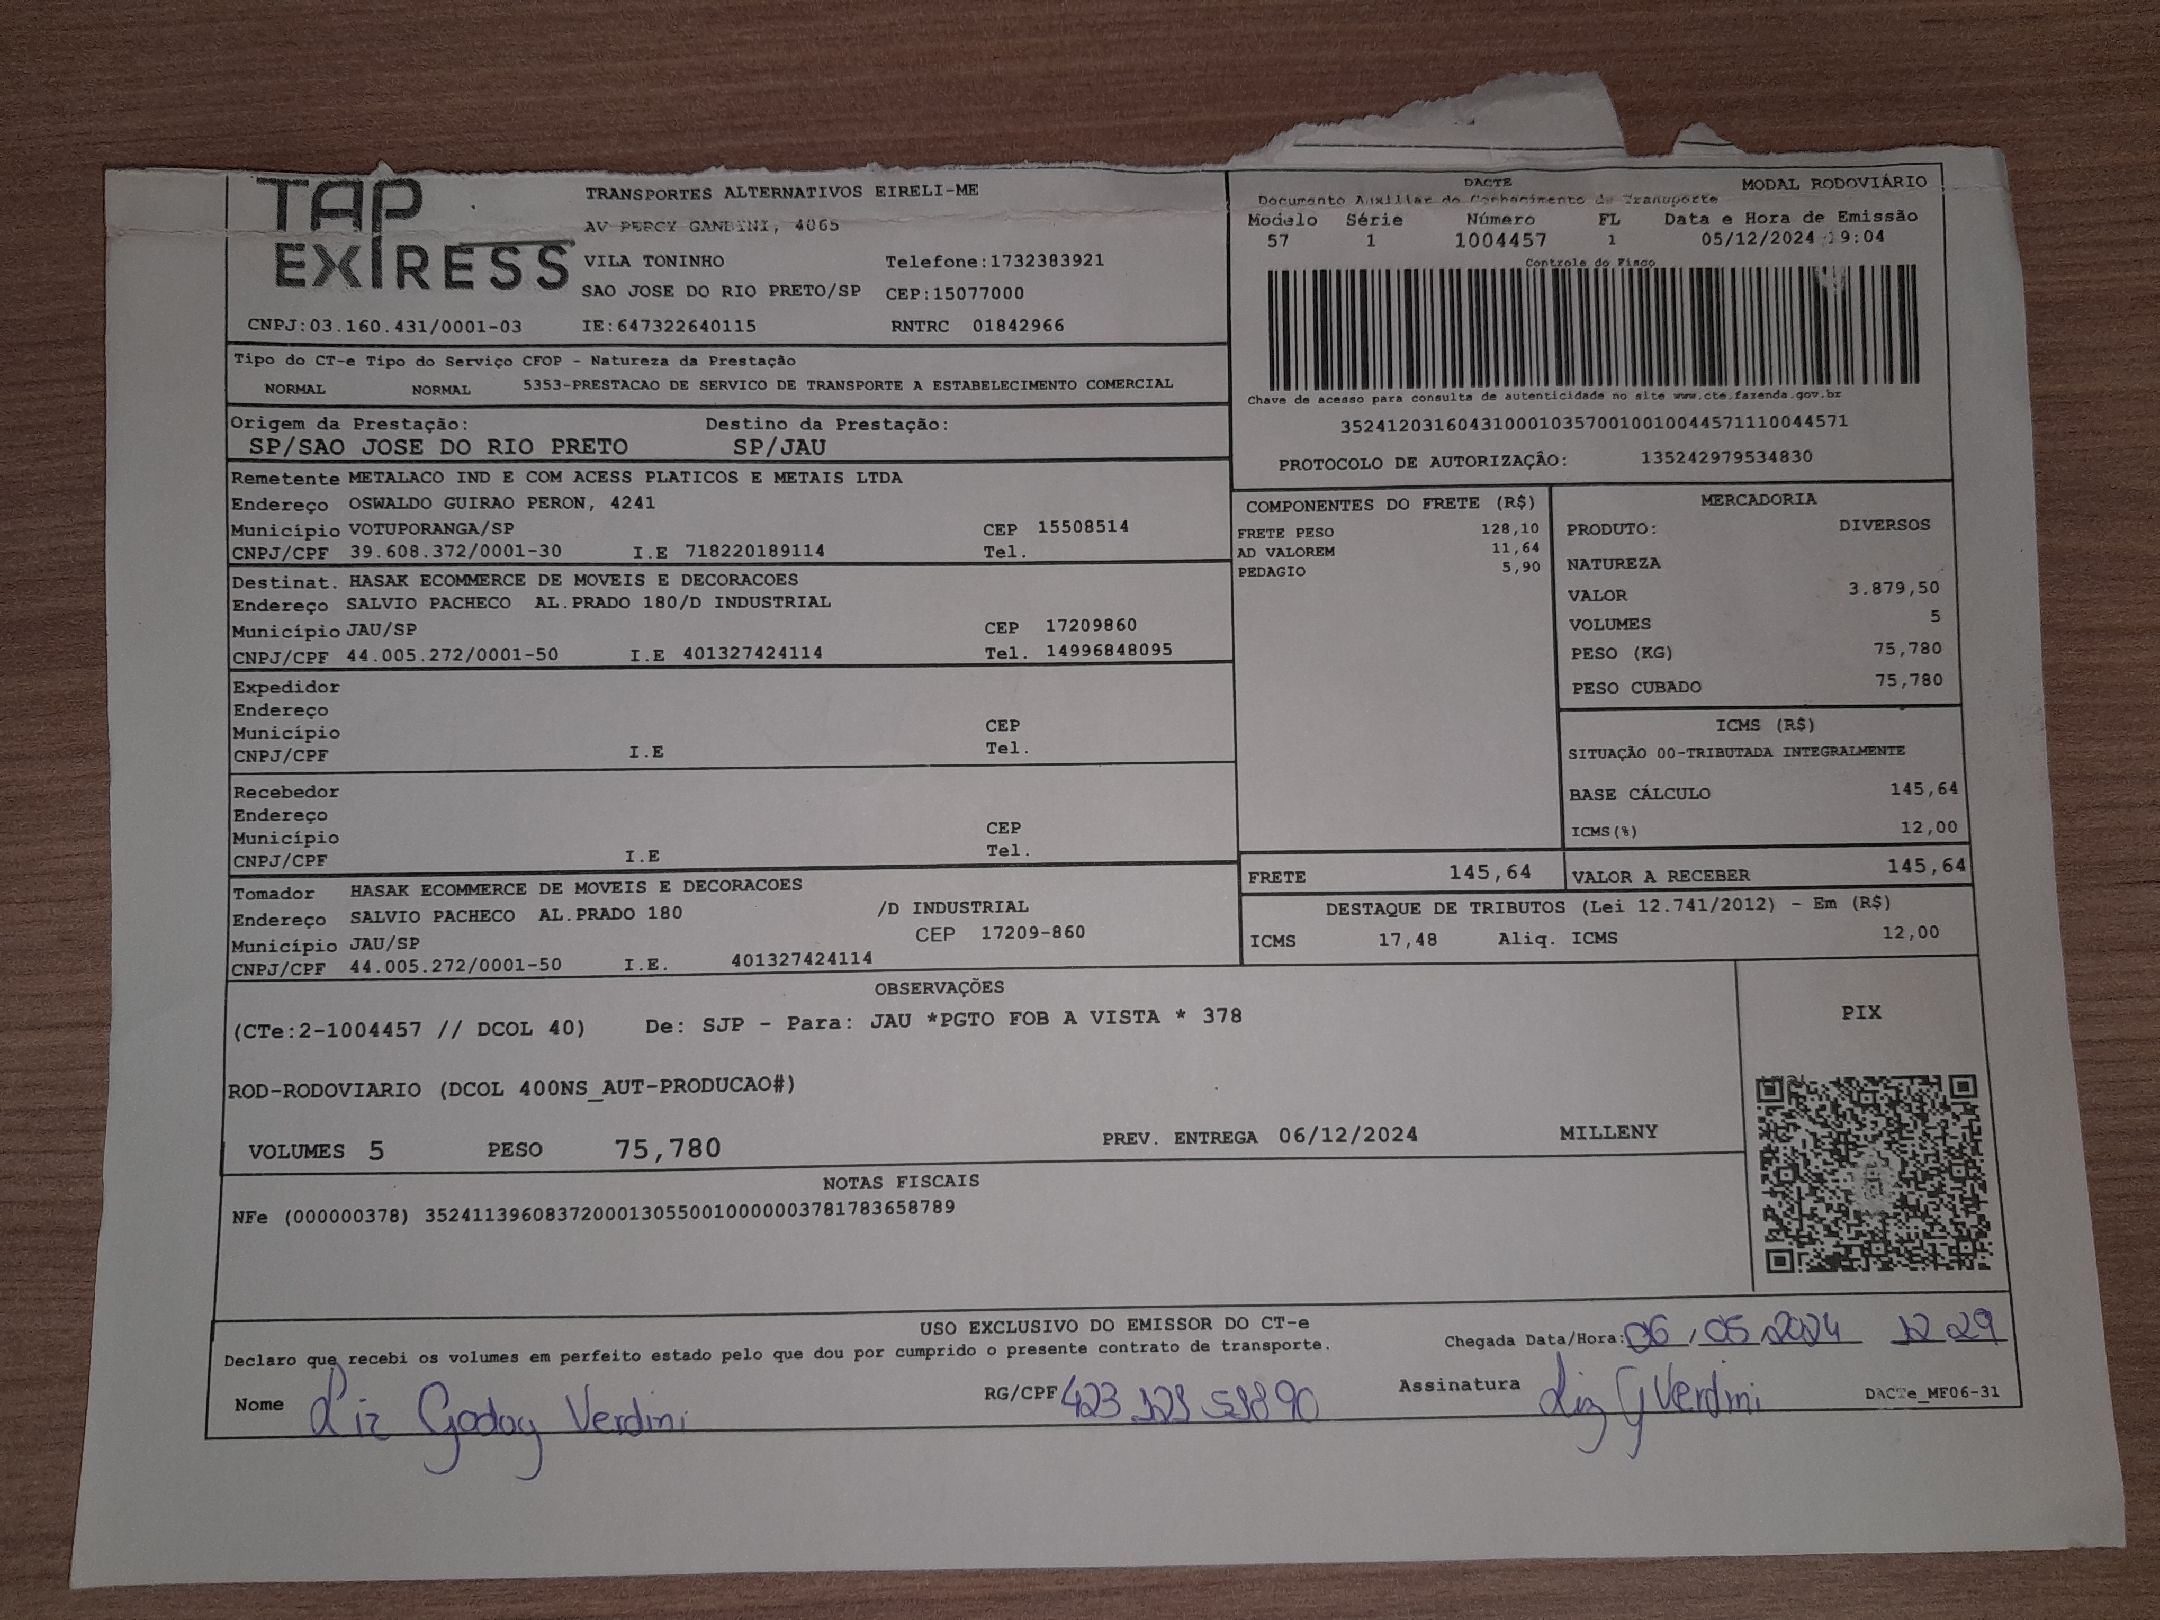 TAP
EXPRESS
TRANSPORTES ALTERNATIVOS EIRELI-ME
AV PERCY GANDINI, 4065
VILA TONINHO Telefone:1732383921
SAO JOSE DO RIO PRETO/SP CEP:15077000
CNPJ:03.160.431/0001-03 IE:647322640115 RNTRC 01842966
DACTE MODAL RODOVIÁRIO
Documento Auxiliar do Conhecimento de Transporte
Modelo Série Número FL Data e Hora de Emissão
57 1 1004457 1 05/12/2024 19:04
Controle do Fisco
Chave de acesso para consulta de autenticidade no site www.cte.fazenda.gov.br
35241203160431000103570010010044571110044571
PROTOCOLO DE AUTORIZAÇÃO: 135242979534830
Tipo do CT-e Tipo do Serviço CFOP - Natureza da Prestação
NORMAL NORMAL 5353-PRESTACAO DE SERVICO DE TRANSPORTE A ESTABELECIMENTO COMERCIAL
Origem da Prestação: Destino da Prestação:
SP/SAO JOSE DO RIO PRETO SP/JAU
Remetente METALACO IND E COM ACESS PLATICOS E METAIS LTDA
Endereço OSWALDO GUIRAO PERON, 4241
Município VOTUPORANGA/SP CEP 15508514
CNPJ/CPF 39.608.372/0001-30 I.E 718220189114 Tel.
Destinat. HASAK ECOMMERCE DE MOVEIS E DECORACOES
Endereço SALVIO PACHECO AL.PRADO 180/D INDUSTRIAL
Município JAU/SP CEP 17209860
CNPJ/CPF 44.005.272/0001-50 I.E 401327424114 Tel. 14996848095
Expedidor
Endereço
Município CEP
CNPJ/CPF I.E Tel.
Recebedor
Endereço
Município CEP
CNPJ/CPF I.E Tel.
Tomador HASAK ECOMMERCE DE MOVEIS E DECORACOES
Endereço SALVIO PACHECO AL.PRADO 180 /D INDUSTRIAL
Município JAU/SP CEP 17209-860
CNPJ/CPF 44.005.272/0001-50 I.E. 401327424114
COMPONENTES DO FRETE (R$)
FRETE PESO 128,10
AD VALOREM 11,64
PEDAGIO 5,90
MERCADORIA
PRODUTO: DIVERSOS
NATUREZA
VALOR 3.879,50
VOLUMES 5
PESO (KG) 75,780
PESO CUBADO 75,780
ICMS (R$)
SITUAÇÃO 00-TRIBUTADA INTEGRALMENTE
BASE CÁLCULO 145,64
ICMS(%) 12,00
FRETE 145,64 VALOR A RECEBER 145,64
DESTAQUE DE TRIBUTOS (Lei 12.741/2012) - Em (R$)
ICMS 17,48 Aliq. ICMS 12,00
OBSERVAÇÕES
(CTe:2-1004457 // DCOL 40) De: SJP - Para: JAU *PGTO FOB A VISTA * 378
ROD-RODOVIARIO (DCOL 400NS_AUT-PRODUCAO#)
VOLUMES 5 PESO 75,780 PREV. ENTREGA 06/12/2024 MILLENY
PIX
NOTAS FISCAIS
NFe (000000378) 35241139608372000130550010000003781783658789
USO EXCLUSIVO DO EMISSOR DO CT-e
Declaro que recebi os volumes em perfeito estado pelo que dou por cumprido o presente contrato de transporte. Chegada Data/Hora: 06/05 2024 12 29
Nome Liz Godoy Verdini RG/CPF Assinatura Liz G Verdini DACTe_MF06-31